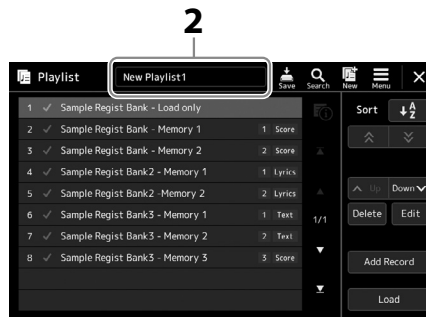 2
Playlist New Playlist1 Save Search New Menu
1 Sample Regist Bank - Load only
2 Sample Regist Bank - Memory 1 1 Score
3 Sample Regist Bank - Memory 2 2 Score
4 Sample Regist Bank2 - Memory 1 1 Lyrics
5 Sample Regist Bank2 -Memory 2 2 Lyrics
6 Sample Regist Bank3 - Memory 1 1 Text
7 Sample Regist Bank3 - Memory 2 2 Text
8 Sample Regist Bank3 - Memory 3 3 Score
1/1
Sort AZ
Up Down
Delete Edit
Add Record
Load